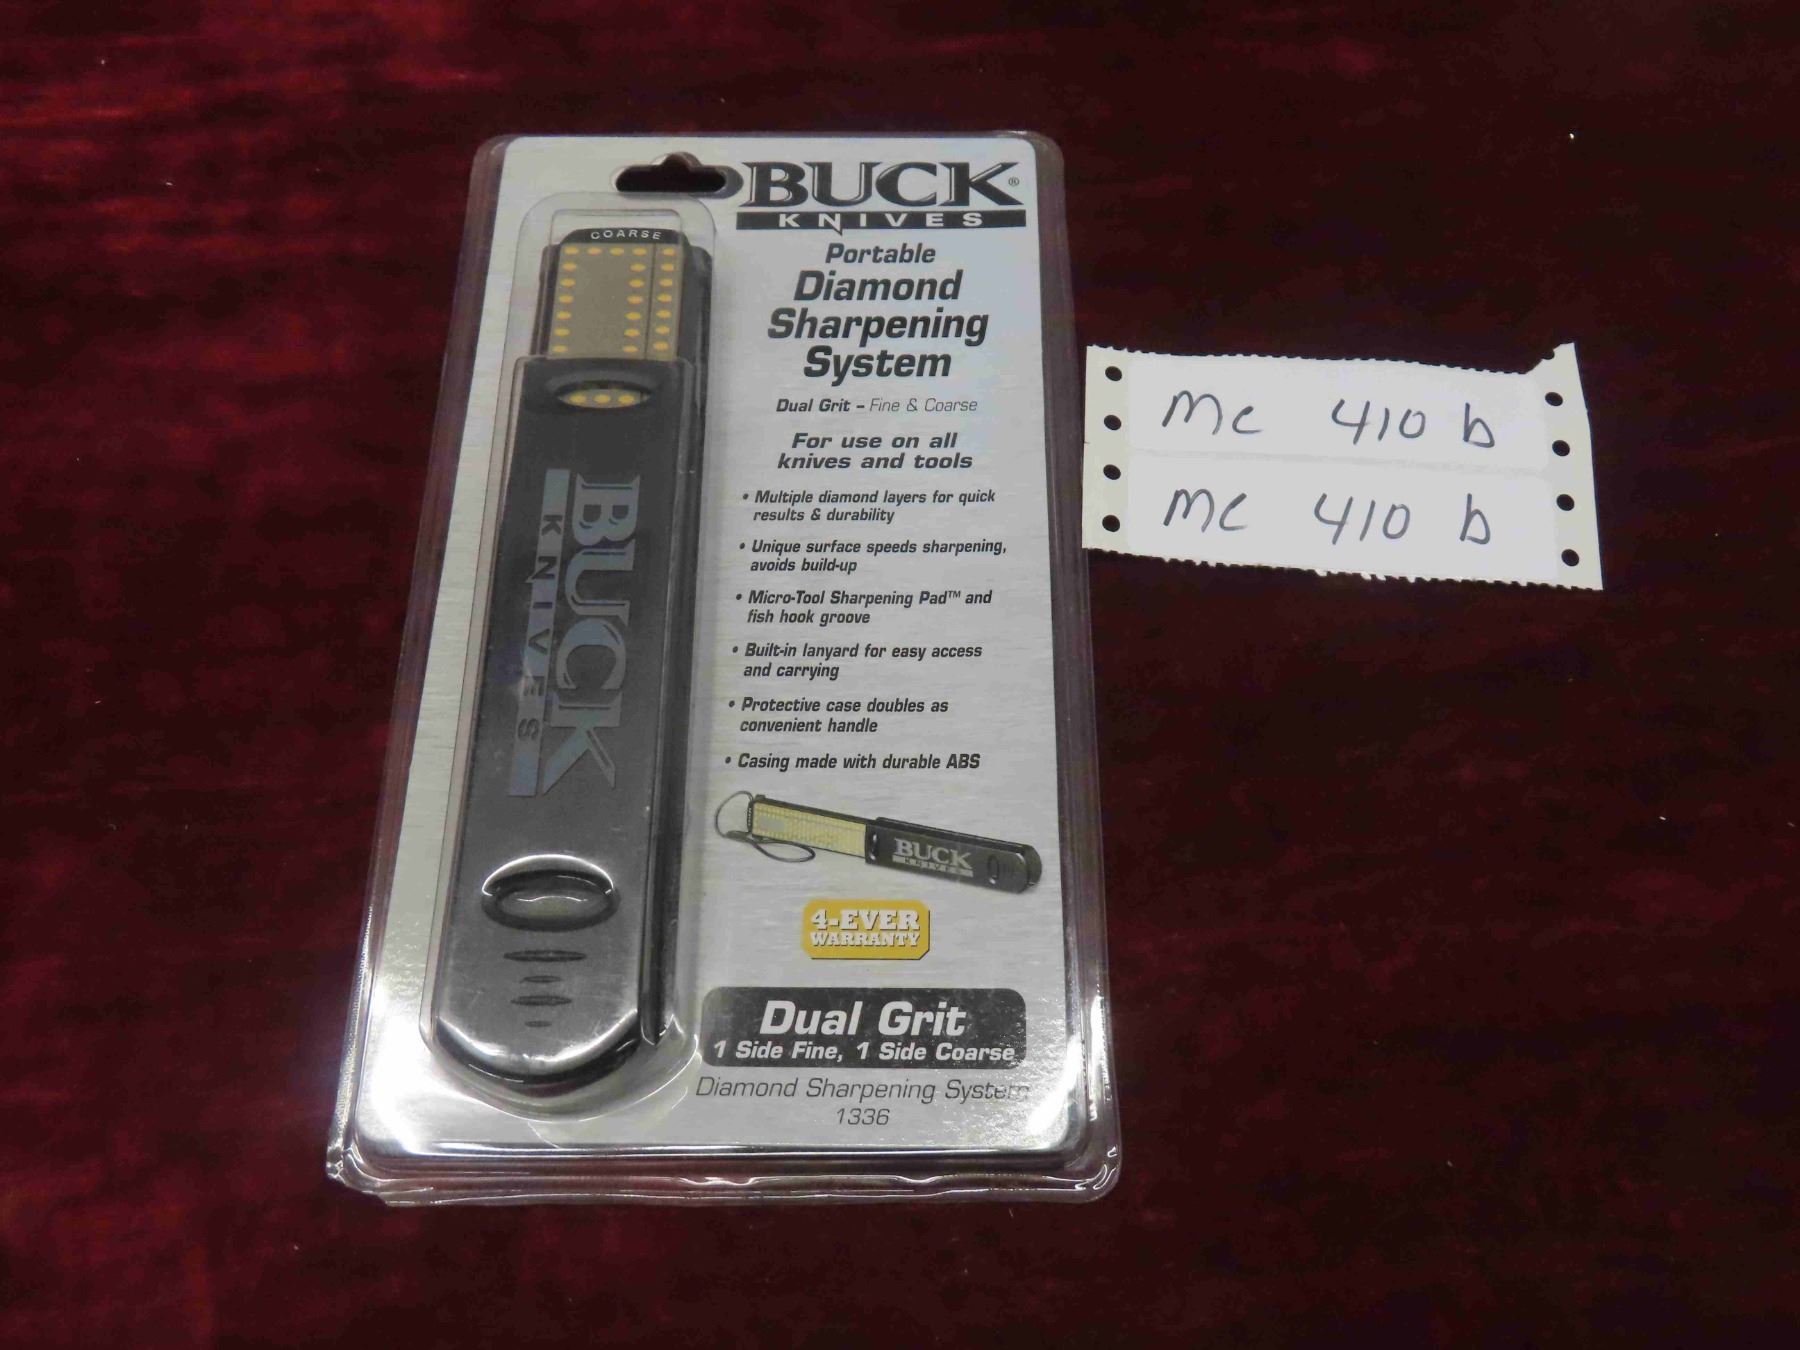 BUCK®
KNIVES
Portable
Diamond
Sharpening
System
Dual Grit – Fine & Coarse
For use on all
knives and tools
• Multiple diamond layers for quick
results & durability
• Unique surface speeds sharpening,
avoids build-up
• Micro-Tool Sharpening Pad™ and
fish hook groove
• Built-in lanyard for easy access
and carrying
• Protective case doubles as
convenient handle
• Casing made with durable ABS
BUCK
KNIVES
4-EVER
WARRANTY
Dual Grit
1 Side Fine, 1 Side Coarse
Diamond Sharpening System
1336
COARSE
BUCK
KNIVES
MC 410 b
MC 410 b